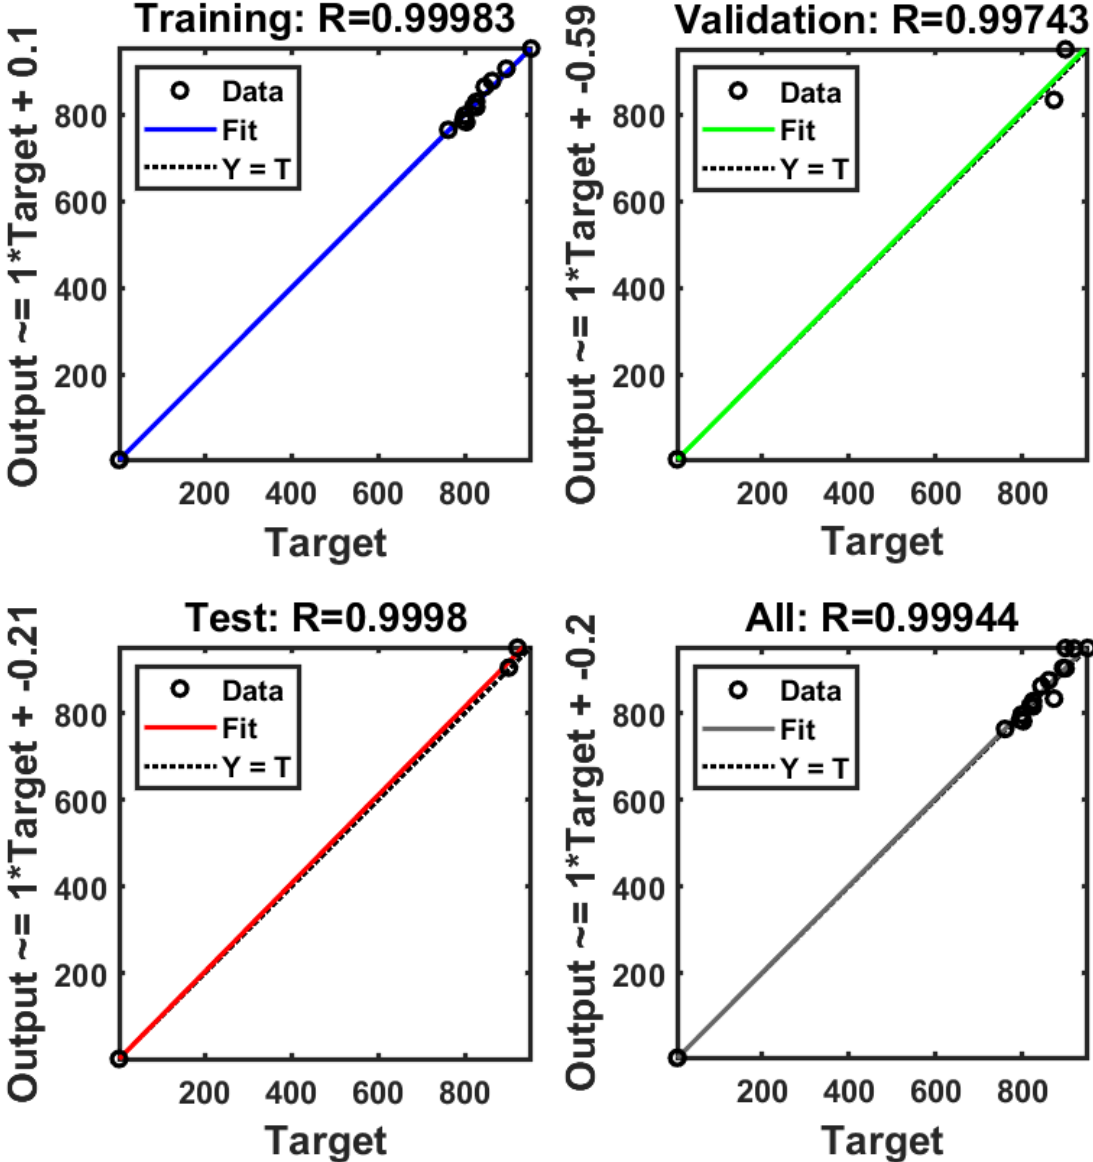 Training: R=0.99983
Output ~= 1*Target + 0.1
Data
Fit
Y = T
800
600
400
200
200 400 600 800
Target
Validation: R=0.99743
Output ~= 1*Target + -0.59
Data
Fit
Y = T
800
600
400
200
200 400 600 800
Target
Test: R=0.9998
Output ~= 1*Target + -0.21
Data
Fit
Y = T
800
600
400
200
200 400 600 800
Target
All: R=0.99944
Output ~= 1*Target + -0.2
Data
Fit
Y = T
800
600
400
200
200 400 600 800
Target